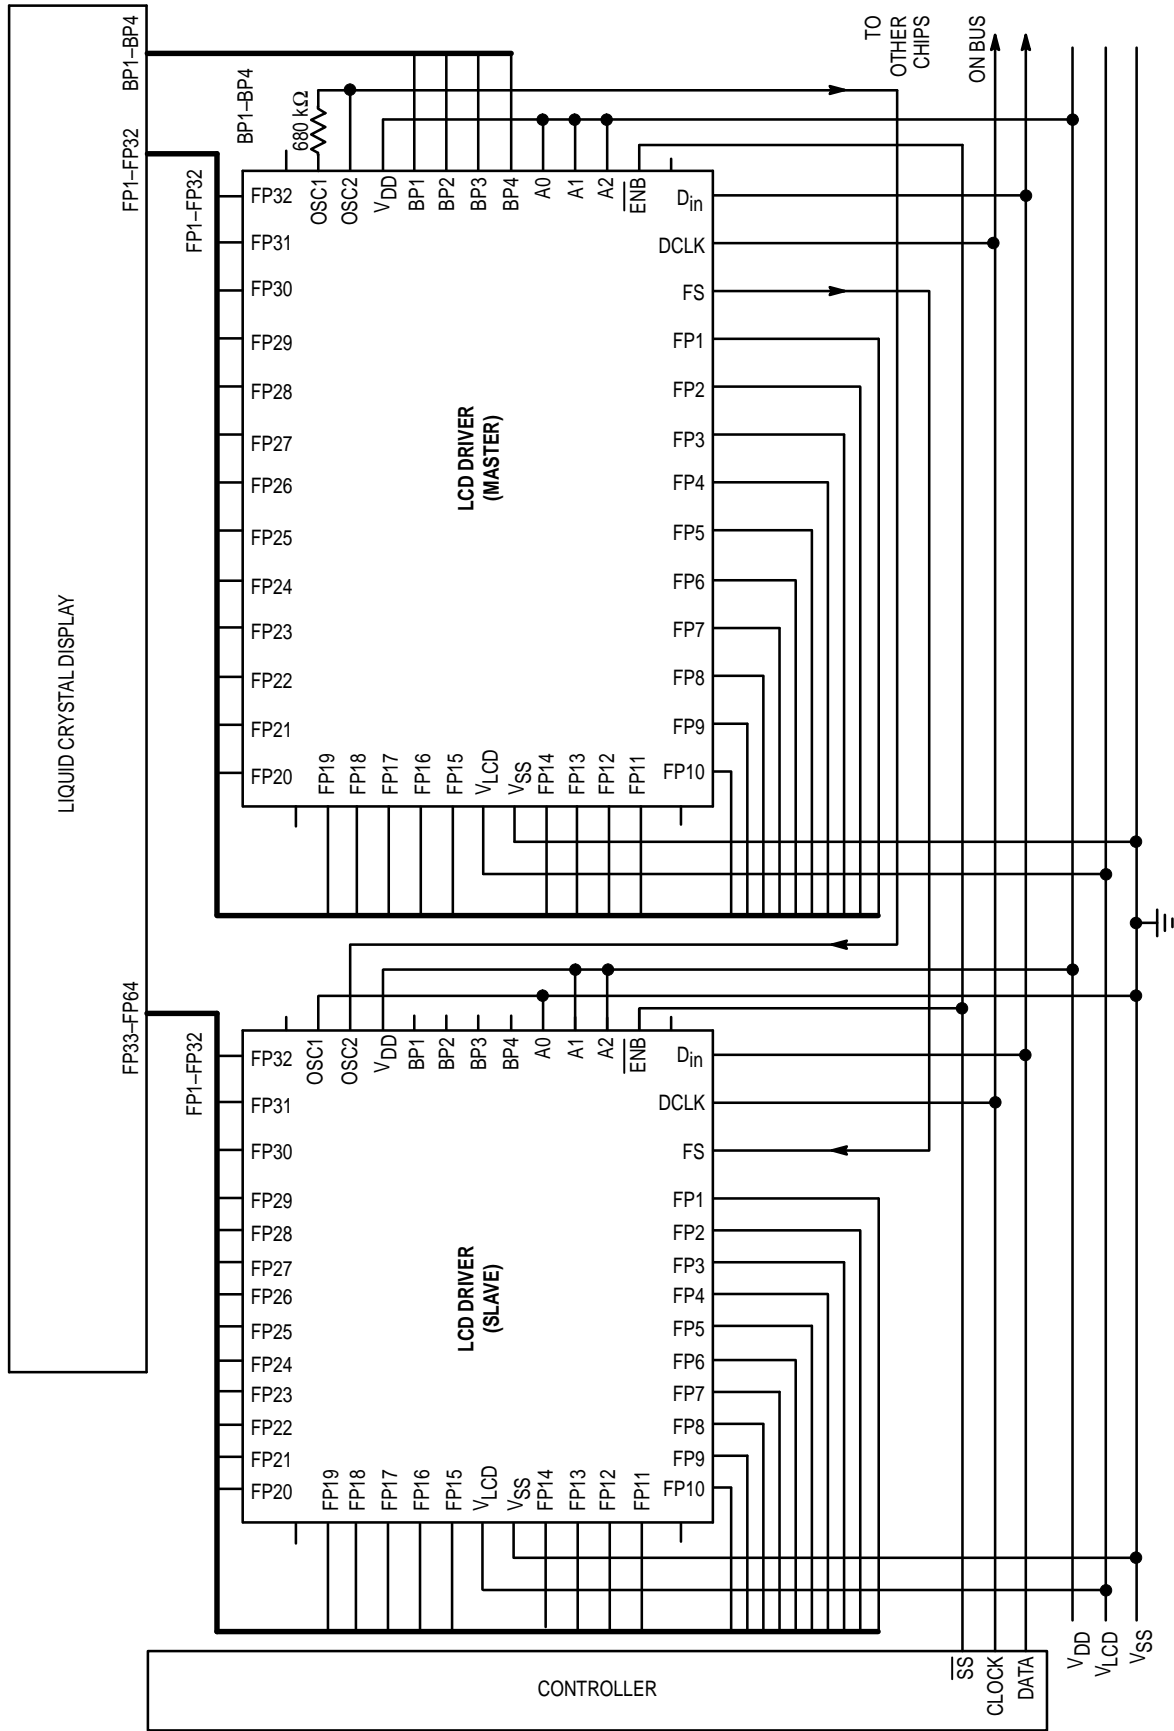 LIQUID CRYSTAL DISPLAY
BP1–BP4
FP1–FP32
FP33–FP64
TO
OTHER
CHIPS
ON BUS
BP1–BP4
680 kΩ
FP1–FP32
OSC1
OSC2
VDD
BP1
BP2
BP3
BP4
A0
A1
A2
ENB
FP32
FP31
FP30
FP29
FP28
FP27
FP26
FP25
FP24
FP23
FP22
FP21
FP20
LCD DRIVER
(MASTER)
Din
DCLK
FS
FP1
FP2
FP3
FP4
FP5
FP6
FP7
FP8
FP9
FP10
FP19
FP18
FP17
FP16
FP15
VLCD
VSS
FP14
FP13
FP12
FP11
FP1–FP32
OSC1
OSC2
VDD
BP1
BP2
BP3
BP4
A0
A1
A2
ENB
FP32
FP31
FP30
FP29
FP28
FP27
FP26
FP25
FP24
FP23
FP22
FP21
FP20
LCD DRIVER
(SLAVE)
Din
DCLK
FS
FP1
FP2
FP3
FP4
FP5
FP6
FP7
FP8
FP9
FP10
FP19
FP18
FP17
FP16
FP15
VLCD
VSS
FP14
FP13
FP12
FP11
CONTROLLER
SS
CLOCK
DATA
VDD
VLCD
VSS